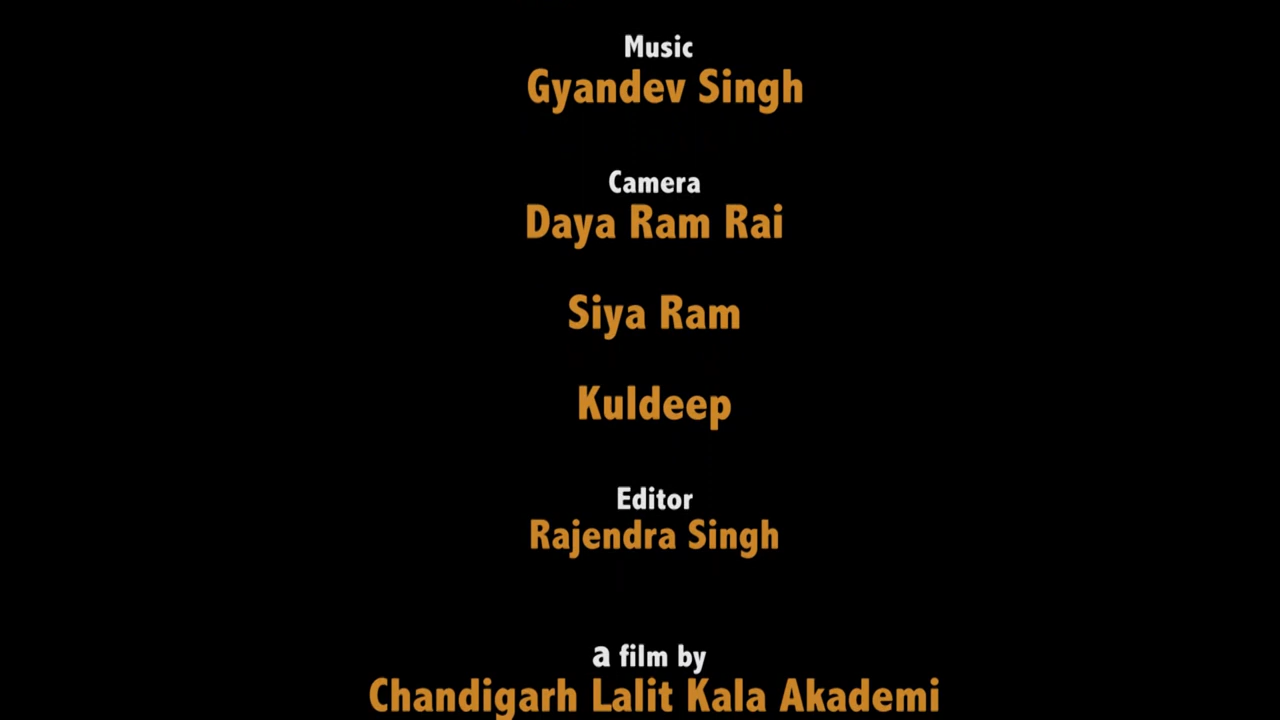 Music
Gyandev Singh
Camera
Daya Ram Rai
Siya Ram
Kuldeep
Editor
Rajendra Singh
a film by
Chandigarh Lalit Kala Akademi